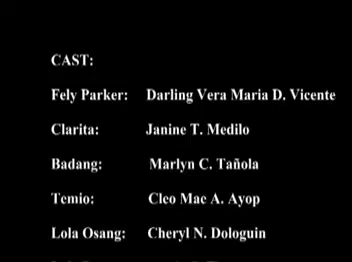 CAST:
Fely Parker: Darling Vera Maria D. Vicente
Clarita: Janine T. Medilo
Badang: Marlyn C. Tañola
Temio: Cleo Mae A. Ayop
Lola Osang: Cheryl N. Dologuin